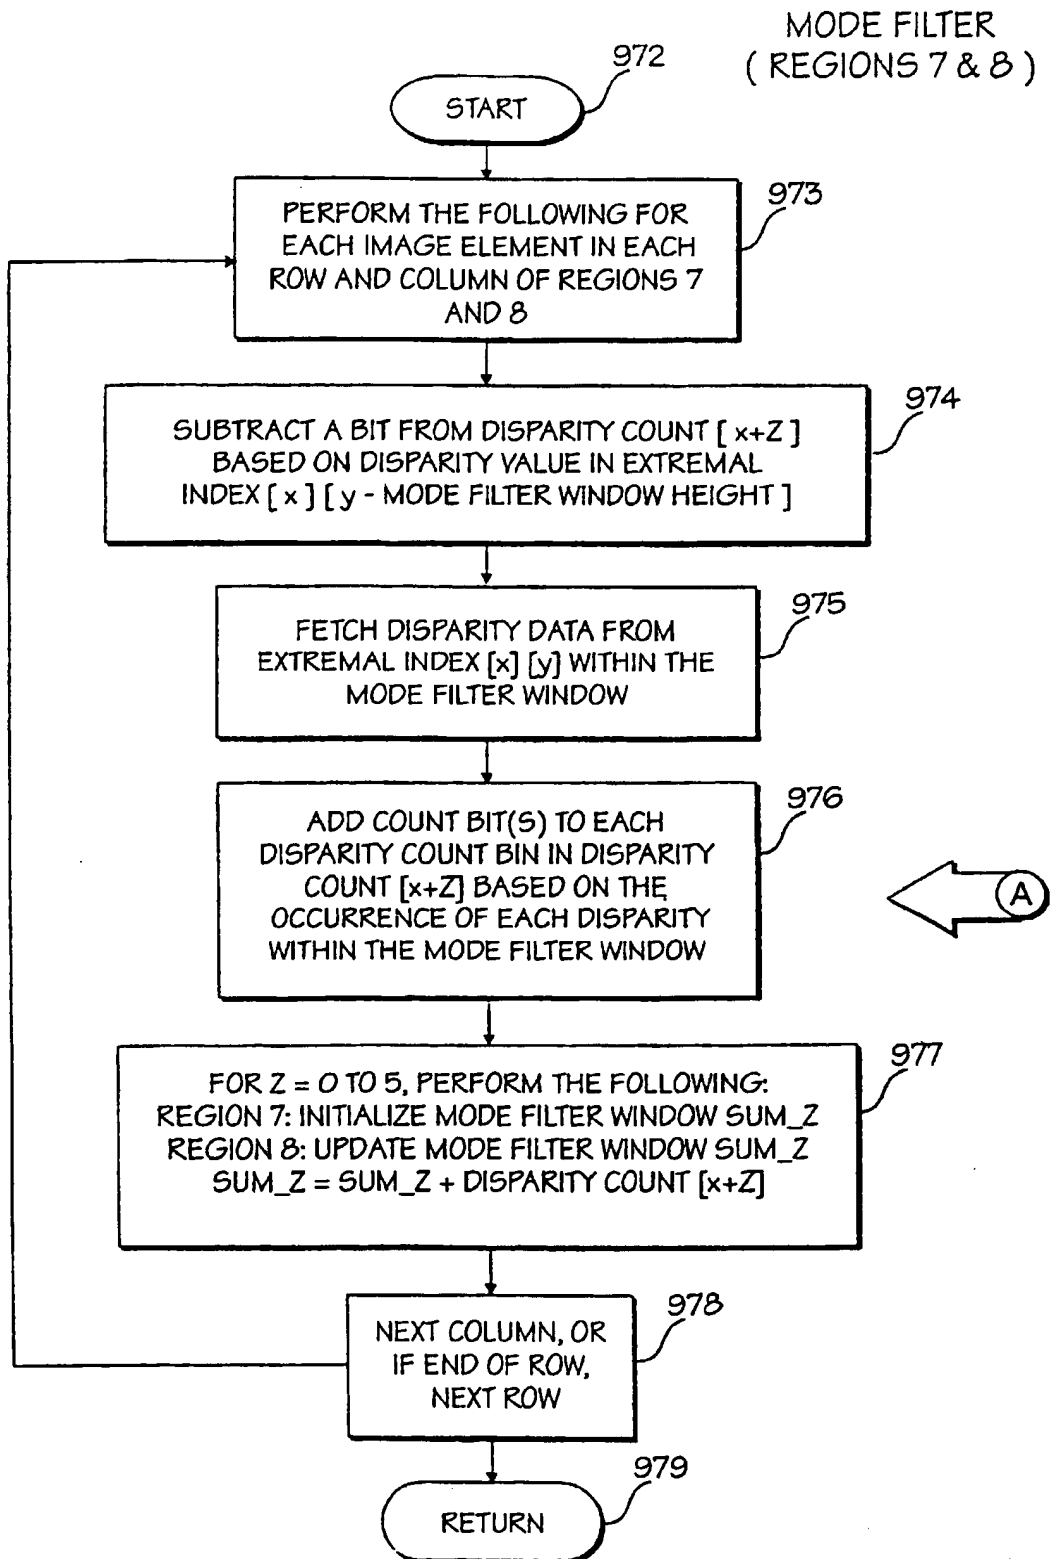 MODE FILTER
( REGIONS 7 & 8 )
972
START
973
PERFORM THE FOLLOWING FOR
EACH IMAGE ELEMENT IN EACH
ROW AND COLUMN OF REGIONS 7
AND 8
974
SUBTRACT A BIT FROM DISPARITY COUNT [ x+Z ]
BASED ON DISPARITY VALUE IN EXTREMAL
INDEX [ x ] [ y - MODE FILTER WINDOW HEIGHT ]
975
FETCH DISPARITY DATA FROM
EXTREMAL INDEX [x] [y] WITHIN THE
MODE FILTER WINDOW
976
ADD COUNT BIT(S) TO EACH
DISPARITY COUNT BIN IN DISPARITY
COUNT [x+Z] BASED ON THE
OCCURRENCE OF EACH DISPARITY
WITHIN THE MODE FILTER WINDOW
A
977
FOR Z = 0 TO 5, PERFORM THE FOLLOWING:
REGION 7: INITIALIZE MODE FILTER WINDOW SUM_Z
REGION 8: UPDATE MODE FILTER WINDOW SUM_Z
SUM_Z = SUM_Z + DISPARITY COUNT [x+Z]
978
NEXT COLUMN, OR
IF END OF ROW,
NEXT ROW
979
RETURN